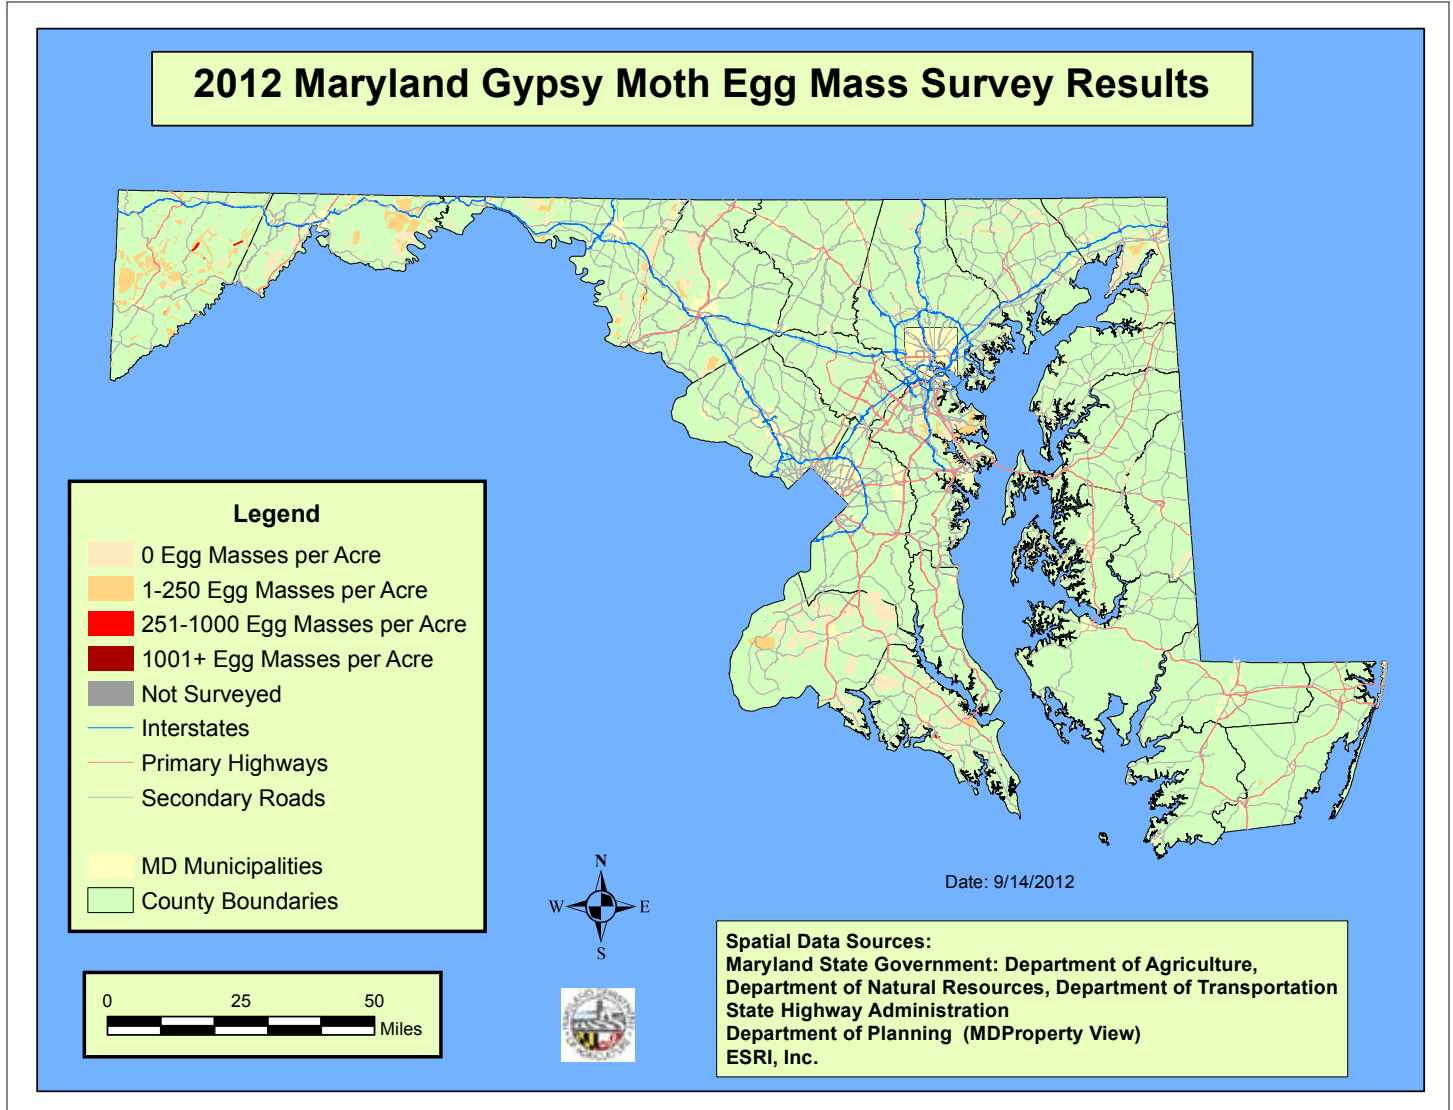 2012 Maryland Gypsy Moth Egg Mass Survey Results
Legend
0 Egg Masses per Acre
1-250 Egg Masses per Acre
251-1000 Egg Masses per Acre
1001+ Egg Masses per Acre
Not Surveyed
Interstates
Primary Highways
Secondary Roads
MD Municipalities
County Boundaries
0 25 50
Miles
N
W E
S
Date: 9/14/2012
Spatial Data Sources:
Maryland State Government: Department of Agriculture,
Department of Natural Resources, Department of Transportation
State Highway Administration
Department of Planning (MDProperty View)
ESRI, Inc.